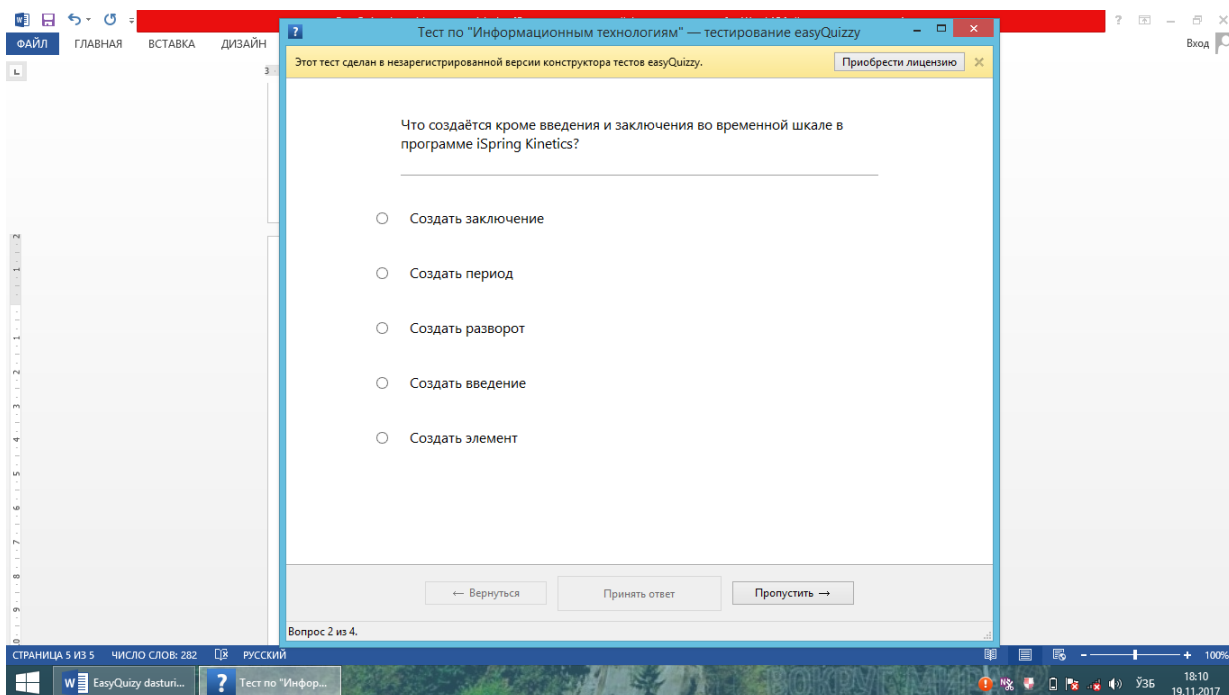 Тест по "Информационным технологиям" — тестирование easyQuizzy
ФАЙЛ ГЛАВНАЯ ВСТАВКА ДИЗАЙН
Вход
Этот тест сделан в незарегистрированной версии конструктора тестов easyQuizzy.
Приобрести лицензию
Что создаётся кроме введения и заключения во временной шкале в
программе iSpring Kinetics?
Создать заключение
Создать период
Создать разворот
Создать введение
Создать элемент
← Вернуться
Принять ответ
Пропустить →
Вопрос 2 из 4.
СТРАНИЦА 5 ИЗ 5 ЧИСЛО СЛОВ: 282 РУССКИЙ
100%
EasyQuizy dasturi...
Тест по "Инфор...
ЎЗБ
18:10
19.11.2017